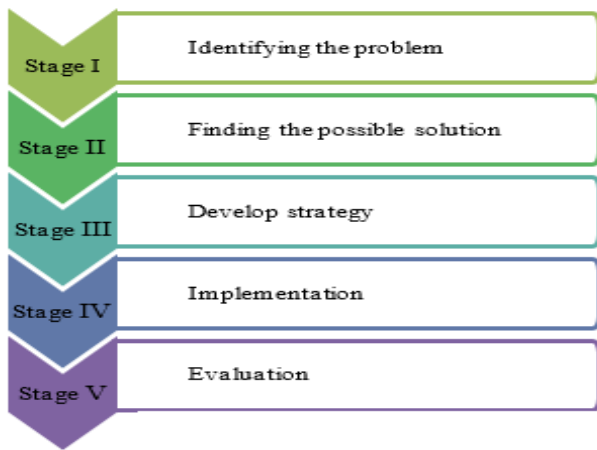 Stage I
Identifying the problem
Stage II
Finding the possible solution
Stage III
Develop strategy
Stage IV
Implementation
Stage V
Evaluation